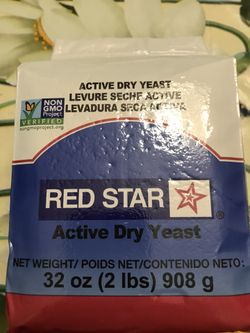 ACTIVE DRY YEAST
LEVURE SECHE ACTIVE
LEVADURA SECA ACTIVA
NON
GMO
Project
VERIFIED
nongmoproject.org
RED STAR
Active Dry Yeast
NET WEIGHT/ POIDS NET/CONTENIDO NETO:
32 oz (2 lbs) 908 g